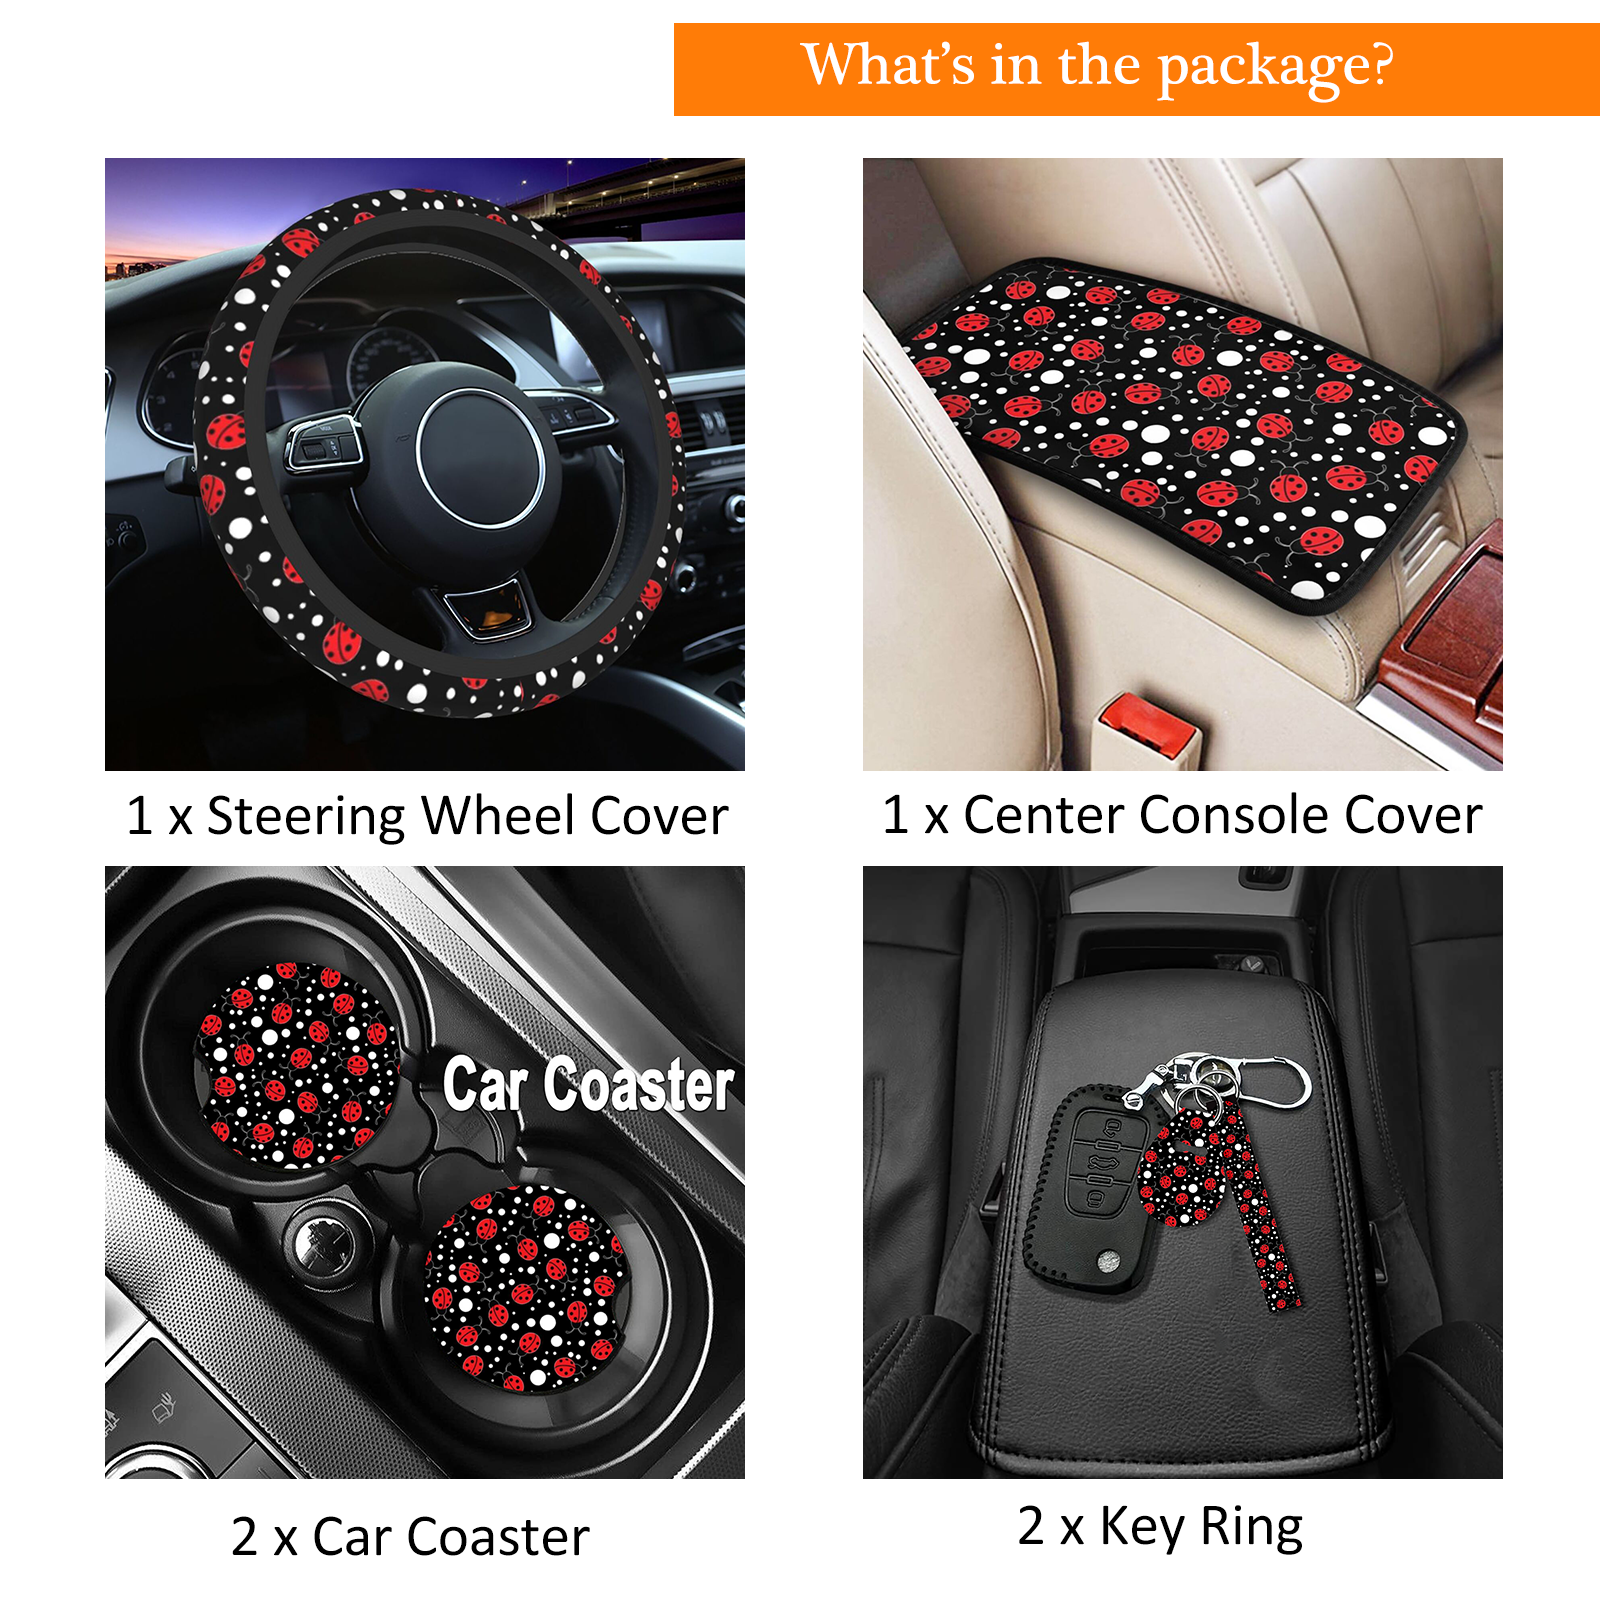 What's in the package?
1 x Steering Wheel Cover
1 x Center Console Cover
Car Coaster
2 x Car Coaster
2 x Key Ring